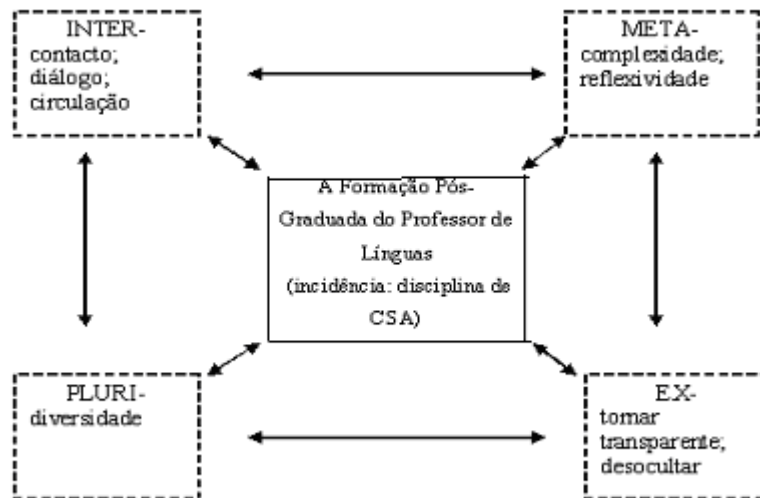 INTER-
contacto;
diálogo;
circulação
META-
complexidade;
reflexividade
A Formação Pós-
Graduada do Professor de
Línguas
(incidência: disciplina de
CSA)
PLURI-
diversidade
EX-
tornar
transparente;
desocultar